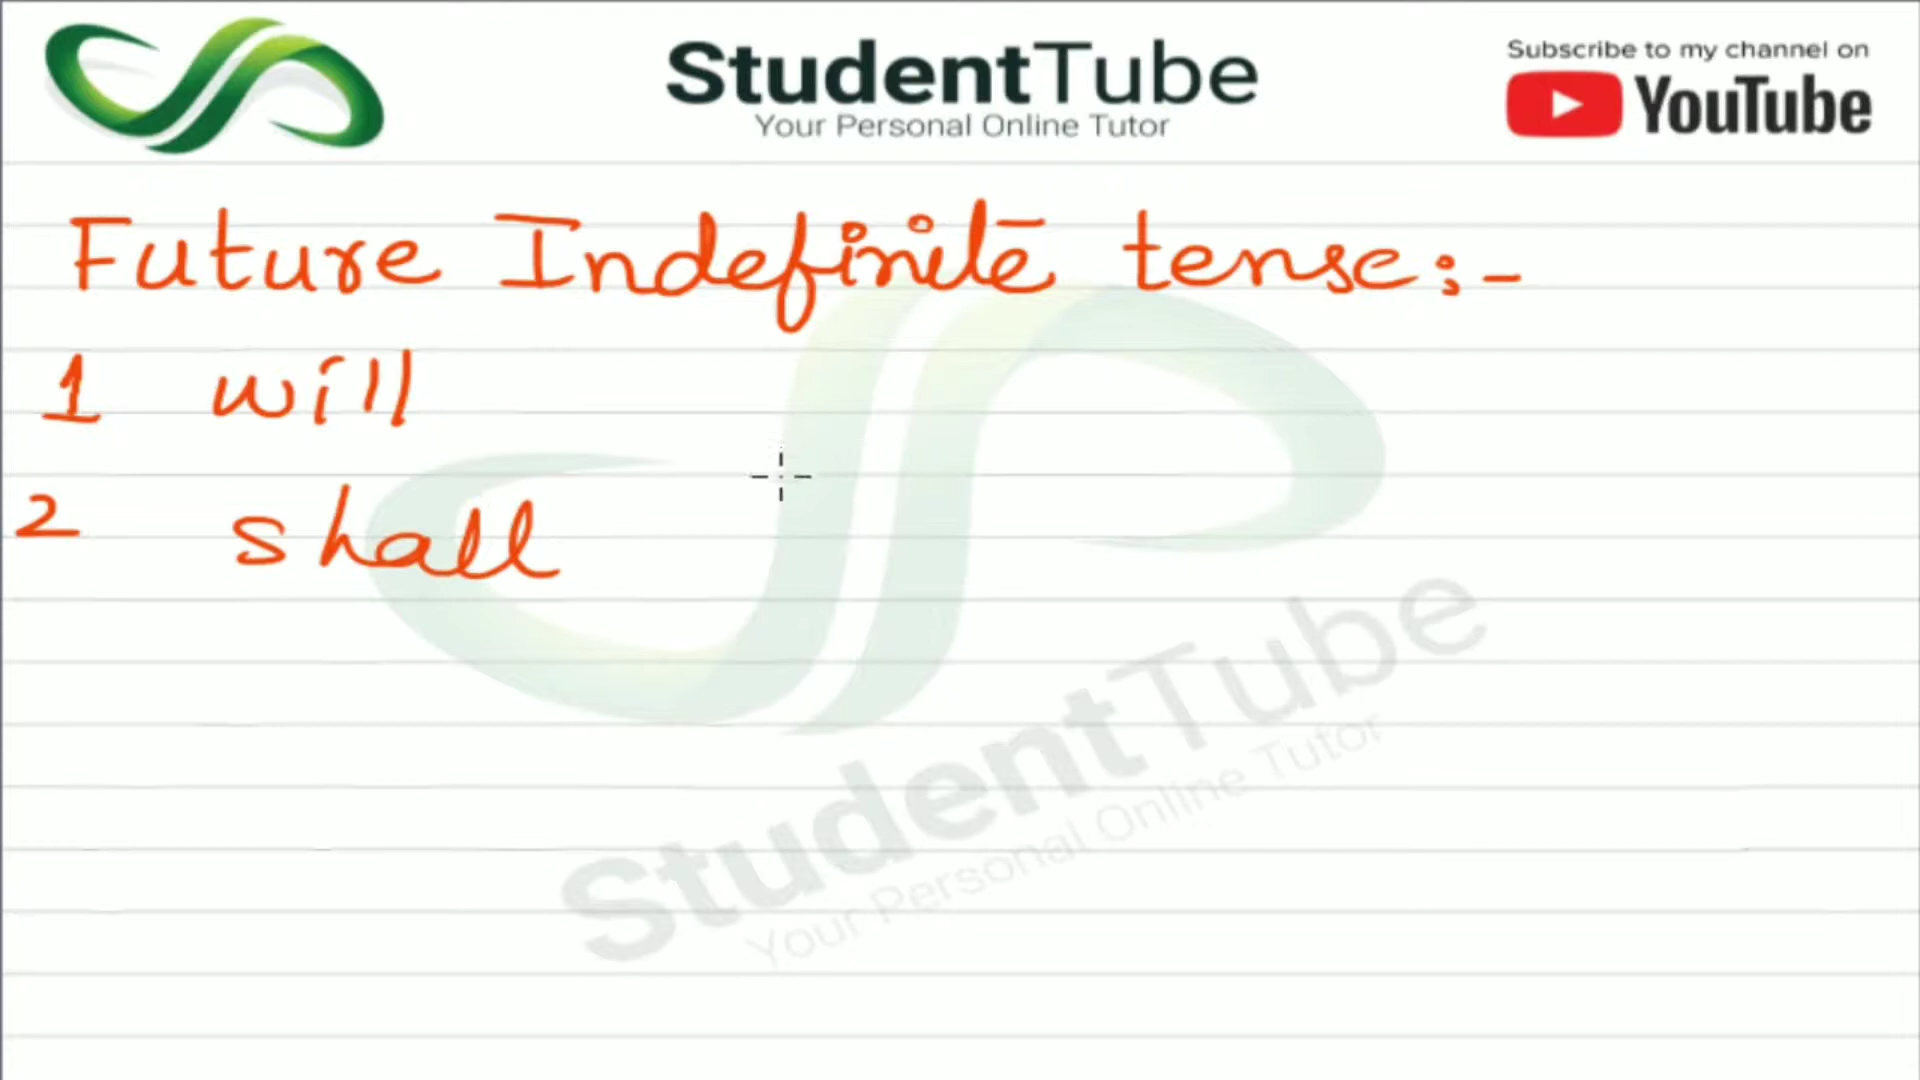 StudentTube
Your Personal Online Tutor
Subscribe to my channel on
YouTube
Future Indefinite tense:-
1 will
2 shall
StudentTube
Your Personal Online Tutor